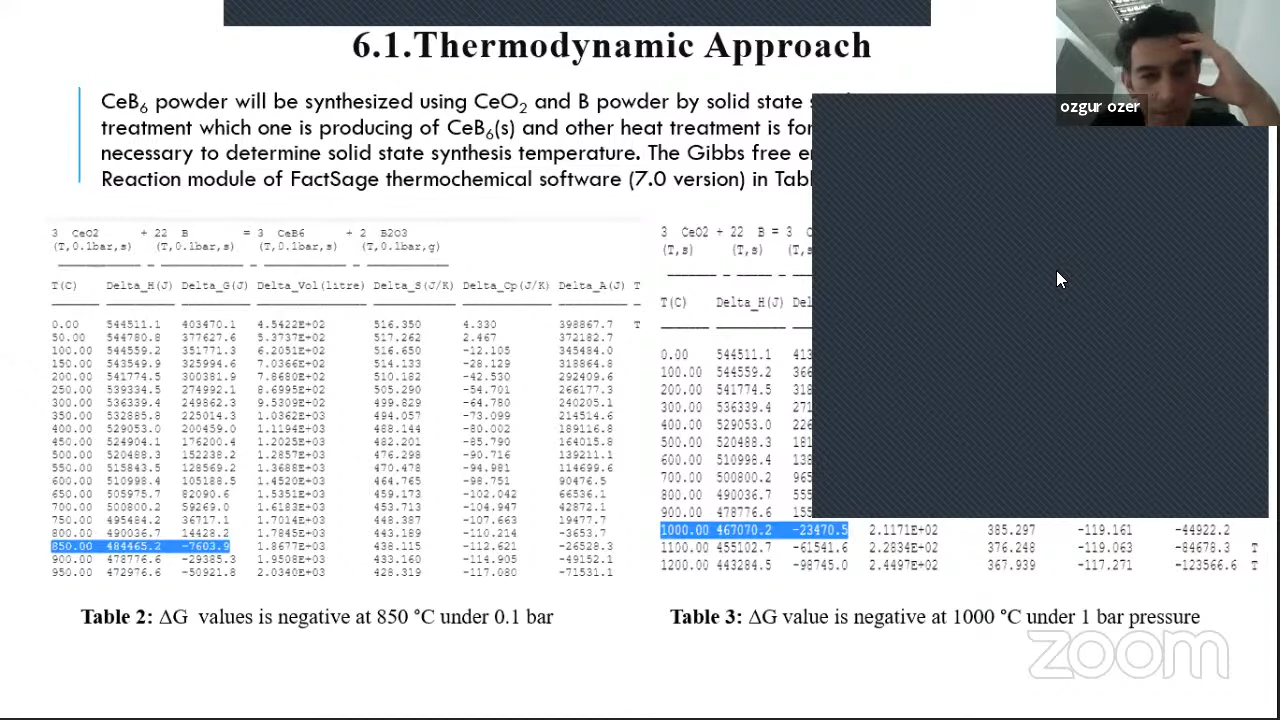 6.1.Thermodynamic Approach
ozgur ozer
CeB6 powder will be synthesized using CeO2 and B powder by solid state
treatment which one is producing of CeB6(s) and other heat treatment is for
necessary to determine solid state synthesis temperature. The Gibbs free
Reaction module of FactSage thermochemical software (7.0 version) in
3 CeO2 + 22 B = 3 CeB6 + 2 B2O3
(T,0.1bar,s) (T,0.1bar,s) (T,0.1bar,s) (T,0.1bar,g)
T(C) Delta_H(J) Delta_G(J) Delta_Vol(litre) Delta_S(J/K) Delta_Cp(J/K) Delta_A(J) T
0.00 544511.1 403470.1 4.5422E+02 516.350 4.330 398867.7 T
50.00 544780.8 377627.6 5.3737E+02 517.262 2.467 372182.7
100.00 544559.2 351771.3 6.2051E+02 516.650 -12.105 345484.0
150.00 543549.9 325994.6 7.0366E+02 514.133 -28.129 318864.8
200.00 541774.5 300381.9 7.8680E+02 510.182 -42.530 292409.6
250.00 539334.5 274992.1 8.6995E+02 505.290 -54.701 266177.3
300.00 536339.4 249862.3 9.5309E+02 499.829 -64.780 240205.1
350.00 532885.8 225014.3 1.0362E+03 494.057 -73.099 214514.6
400.00 529053.0 200459.0 1.1194E+03 488.144 -80.002 189116.8
450.00 524904.1 176200.4 1.2025E+03 482.201 -85.790 164015.8
500.00 520488.3 152238.2 1.2857E+03 476.298 -90.716 139211.1
550.00 515843.5 128569.2 1.3688E+03 470.478 -94.981 114699.6
600.00 510998.4 105188.5 1.4520E+03 464.765 -98.751 90476.5
650.00 505975.7 82090.6 1.5351E+03 459.173 -102.042 66536.1
700.00 500800.2 59269.0 1.6183E+03 453.713 -104.947 42872.1
750.00 495484.2 36717.1 1.7014E+03 448.387 -107.663 19477.7
800.00 490036.7 14428.2 1.7845E+03 443.189 -110.214 -3653.7
850.00 484465.2 -7603.9 1.8677E+03 438.115 -112.621 -26528.3
900.00 478776.6 -29385.3 1.9508E+03 433.160 -114.905 -49152.1
950.00 472976.6 -50921.8 2.0340E+03 428.319 -117.080 -71531.1
Table 2: ΔG values is negative at 850 °C under 0.1 bar
3 CeO2 + 22 B = 3
(T,s) (T,s) (T,s
T(C) Delta_H(J)
0.00 544511.1 413
100.00 544559.2 366
200.00 541774.5 318
300.00 536339.4 271
400.00 529053.0 226
500.00 520488.3 181
600.00 510998.4 138
700.00 500800.2 965
800.00 490036.7 555
900.00 478776.6 155
1000.00 467070.2 -23470.5 2.1171E+02 385.297 -119.161 -44922.2
1100.00 455102.7 -61541.6 2.2834E+02 376.248 -119.063 -84678.3 T
1200.00 443284.5 -98745.0 2.4497E+02 367.939 -117.271 -123566.6 T
Table 3: ΔG value is negative at 1000 °C under 1 bar pressure
zoom